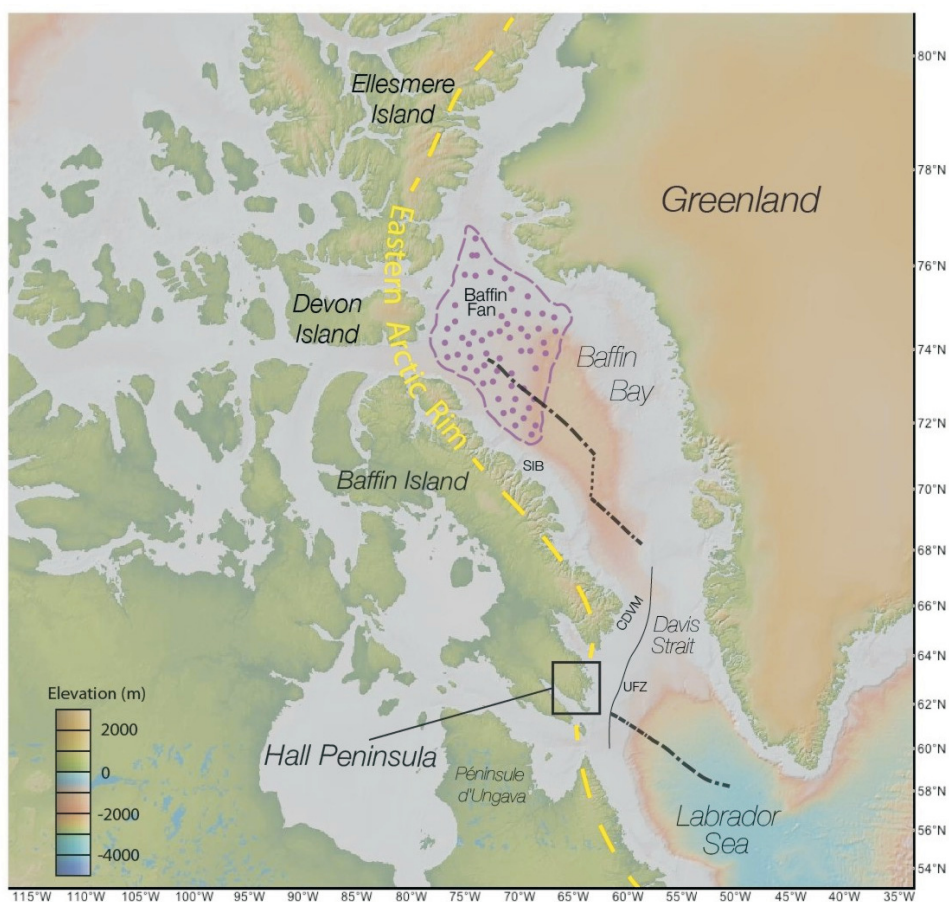 80°N
Ellesmere
Island
78°N
Greenland
Eastern Arctic Rim
76°N
Baffin
Fan
Devon
Island
74°N
Baffin
Bay
72°N
SIB
Baffin Island
70°N
68°N
66°N
CDVM
Davis
Strait
64°N
Elevation (m)
UFZ
62°N
2000
Hall Peninsula
60°N
0
Péninsule
d'Ungava
58°N
-2000
Labrador
Sea
56°N
-4000
54°N
115°W 110°W 105°W 100°W 95°W 90°W 85°W 80°W 75°W 70°W 65°W 60°W 55°W 50°W 45°W 40°W 35°W